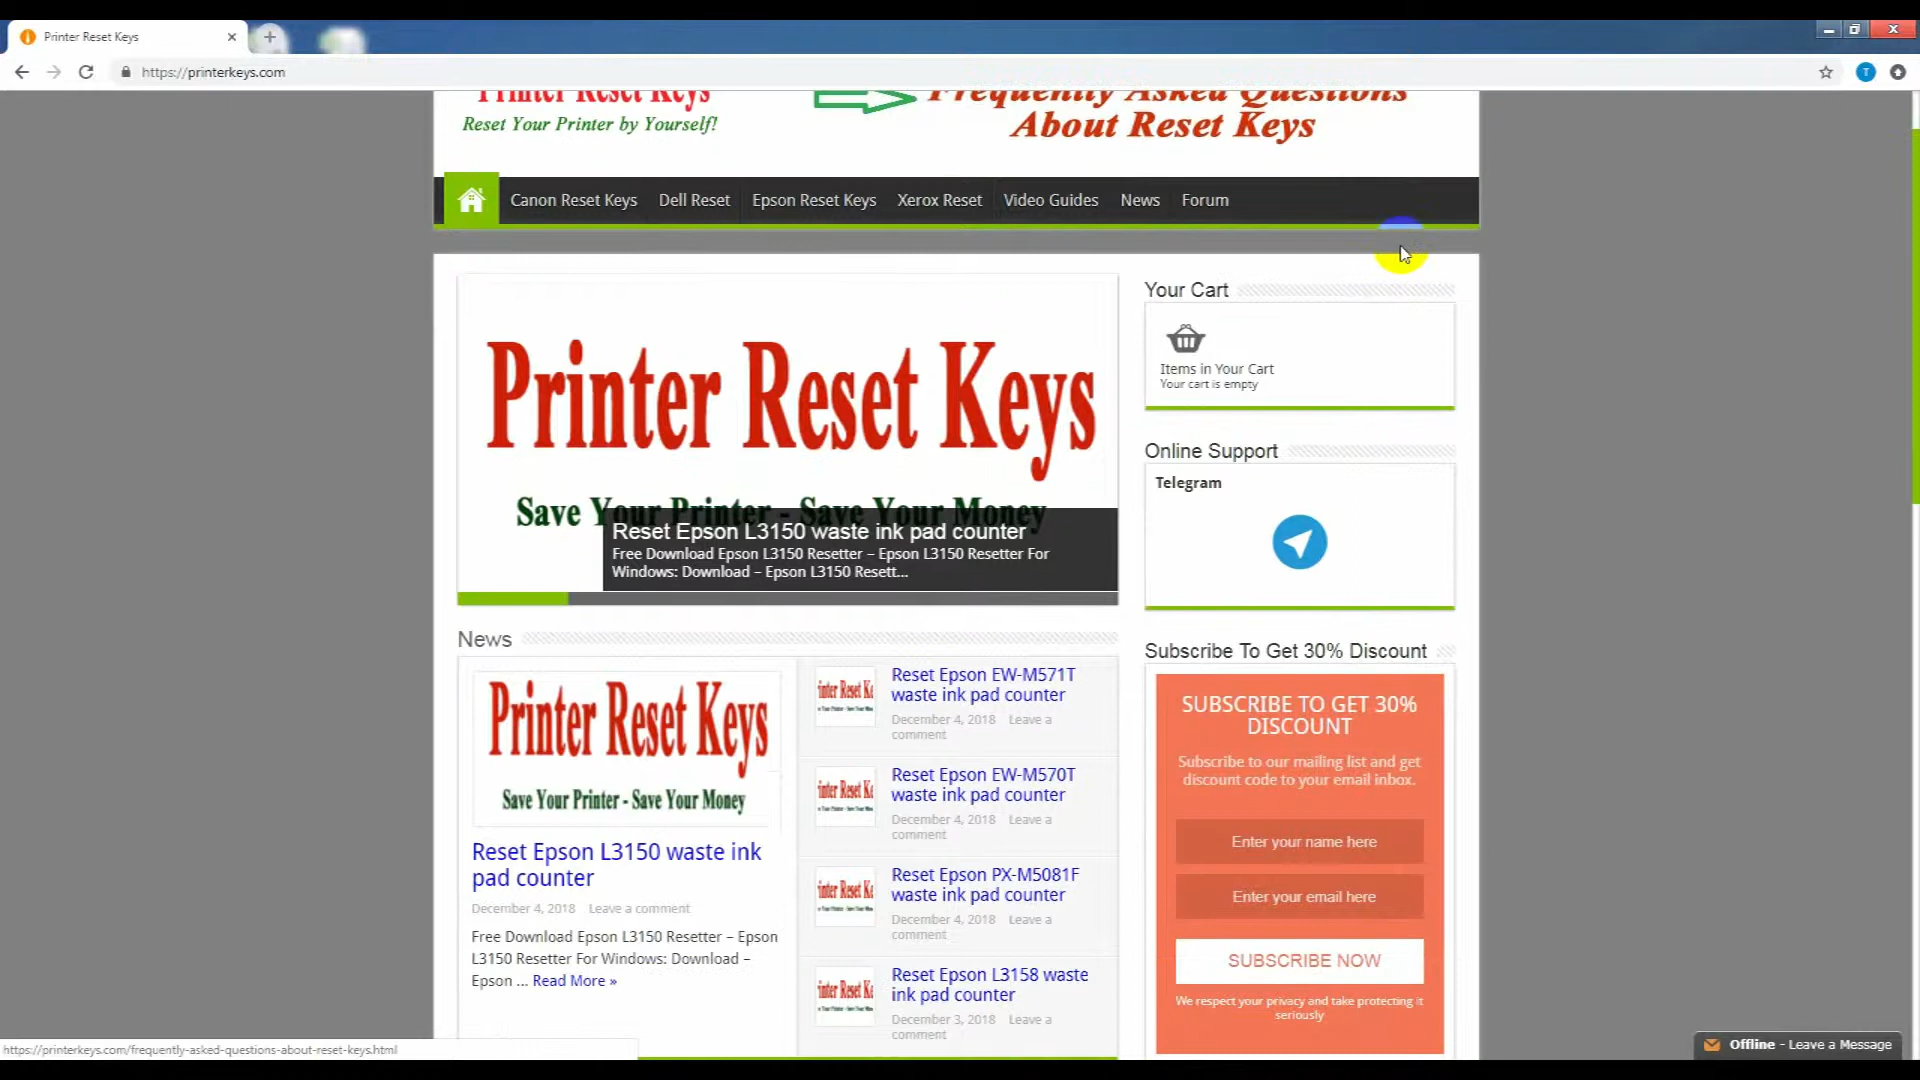 Printer Reset Keys
https://printerkeys.com
Printer Reset Keys
Reset Your Printer by Yourself!
Frequently Asked Questions
About Reset Keys
Canon Reset Keys
Dell Reset
Epson Reset Keys
Xerox Reset
Video Guides
News
Forum
Printer Reset Keys
Save Your Printer - Save Your Money
Reset Epson L3150 waste ink pad counter
Free Download Epson L3150 Resetter – Epson L3150 Resetter For
Windows: Download – Epson L3150 Resett...
News
Printer Reset Keys
Save Your Printer - Save Your Money
Reset Epson L3150 waste ink
pad counter
December 4, 2018 Leave a comment
Free Download Epson L3150 Resetter – Epson
L3150 Resetter For Windows: Download –
Epson ... Read More »
Reset Epson EW-M571T
waste ink pad counter
December 4, 2018 Leave a
comment
Reset Epson EW-M570T
waste ink pad counter
December 4, 2018 Leave a
comment
Reset Epson PX-M5081F
waste ink pad counter
December 4, 2018 Leave a
comment
Reset Epson L3158 waste
ink pad counter
December 3, 2018 Leave a
comment
Your Cart
Items in Your Cart
Your cart is empty
Online Support
Telegram
Subscribe To Get 30% Discount
SUBSCRIBE TO GET 30%
DISCOUNT
Subscribe to our mailing list and get
discount code to your email inbox.
Enter your name here
Enter your email here
SUBSCRIBE NOW
We respect your privacy and take protecting it
seriously
https://printerkeys.com/frequently-asked-questions-about-reset-keys.html
Offline - Leave a Message